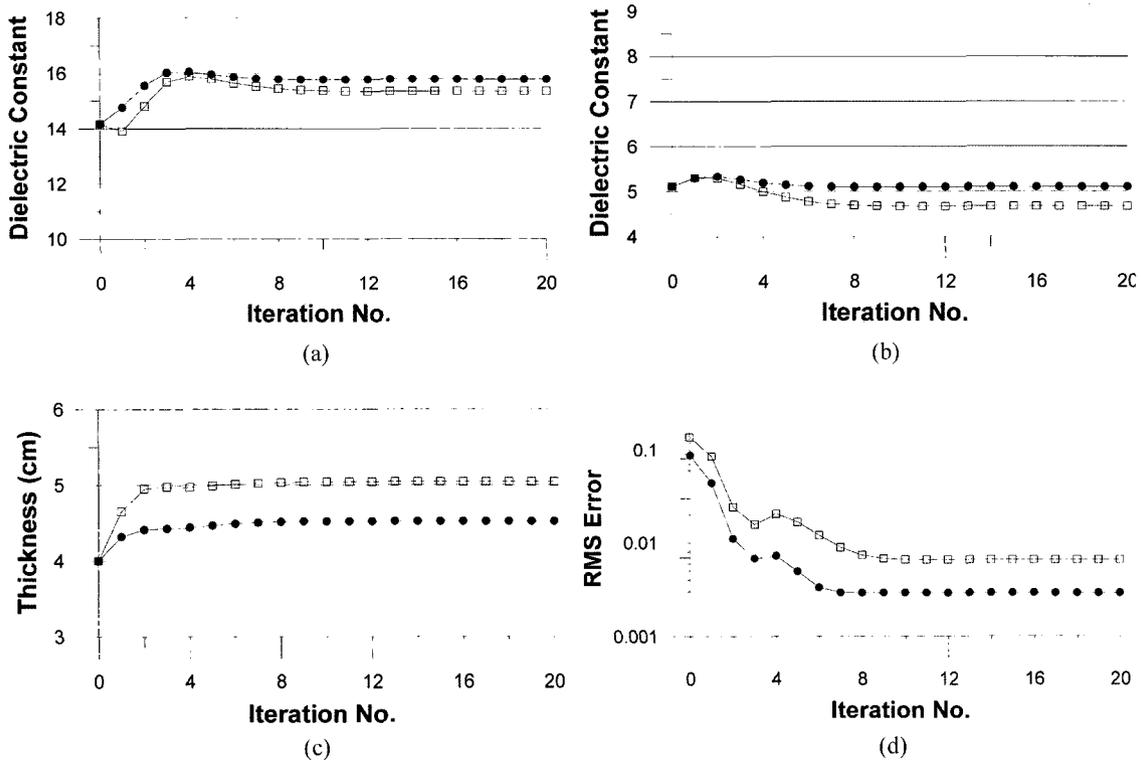 Dielectric Constant
18
16
14
12
10
0 4 8 12 16 20
Iteration No.
(a)
Dielectric Constant
9
8
7
6
5
4
0 4 8 12 16 20
Iteration No.
(b)
Thickness (cm)
6
5
4
3
0 4 8 12 16 20
Iteration No.
(c)
RMS Error
0.1
0.01
0.001
0 4 8 12 16 20
Iteration No.
(d)